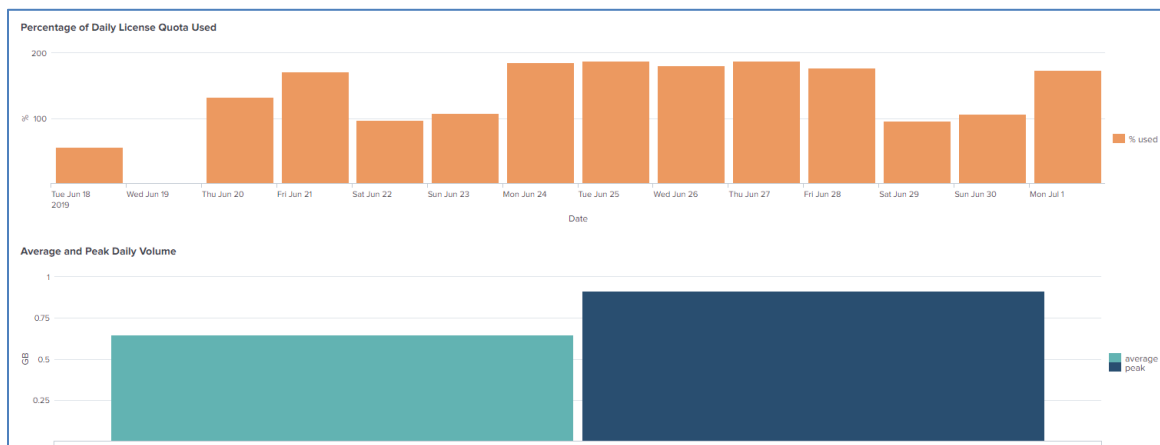 Percentage of Daily License Quota Used
200
%
100
% used
Tue Jun 18 Wed Jun 19 Thu Jun 20 Fri Jun 21 Sat Jun 22 Sun Jun 23 Mon Jun 24 Tue Jun 25 Wed Jun 26 Thu Jun 27 Fri Jun 28 Sat Jun 29 Sun Jun 30 Mon Jul 1
2019
Date
Average and Peak Daily Volume
1
0.75
GB
0.5
average
peak
0.25